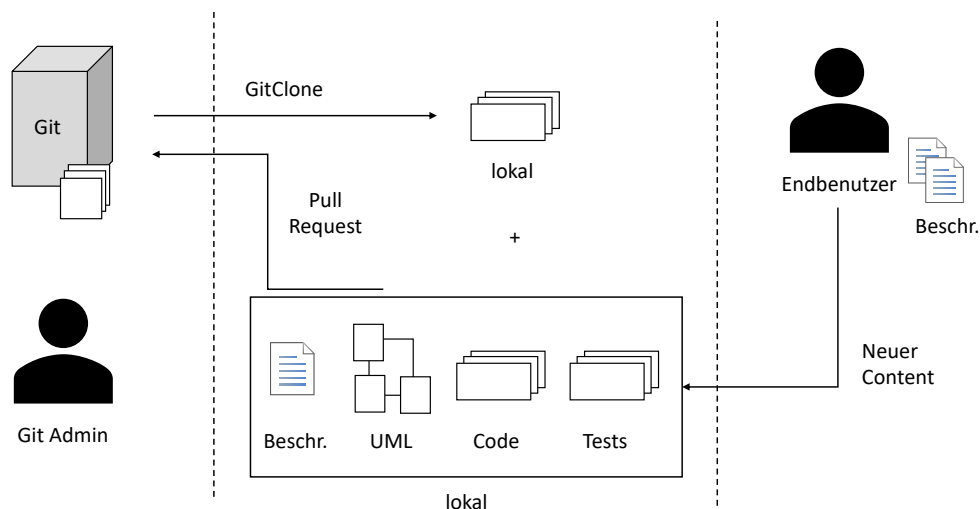 Git
GitClone
lokal
Endbenutzer
Beschr.
Pull
Request
+
Git Admin
Beschr.
UML
Code
Tests
lokal
Neuer
Content